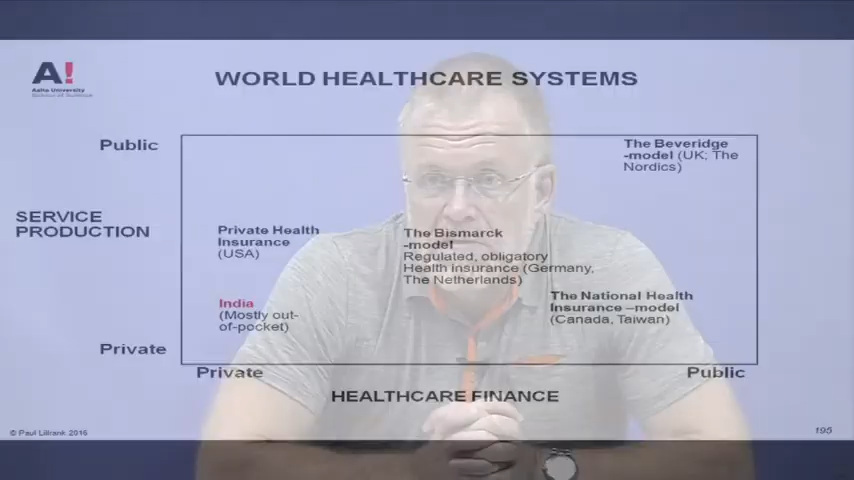 A!
Aalto University
School of Science
WORLD HEALTHCARE SYSTEMS
Public
The Beveridge
-model (UK; The
Nordics)
SERVICE
PRODUCTION
Private Health
Insurance
(USA)
The Bismarck
-model
Regulated, obligatory
Health insurance (Germany,
The Netherlands)
India
(Mostly out-
of-pocket)
The National Health
Insurance –model
(Canada, Taiwan)
Private
Private
Public
HEALTHCARE FINANCE
© Paul Lillrank 2016
195